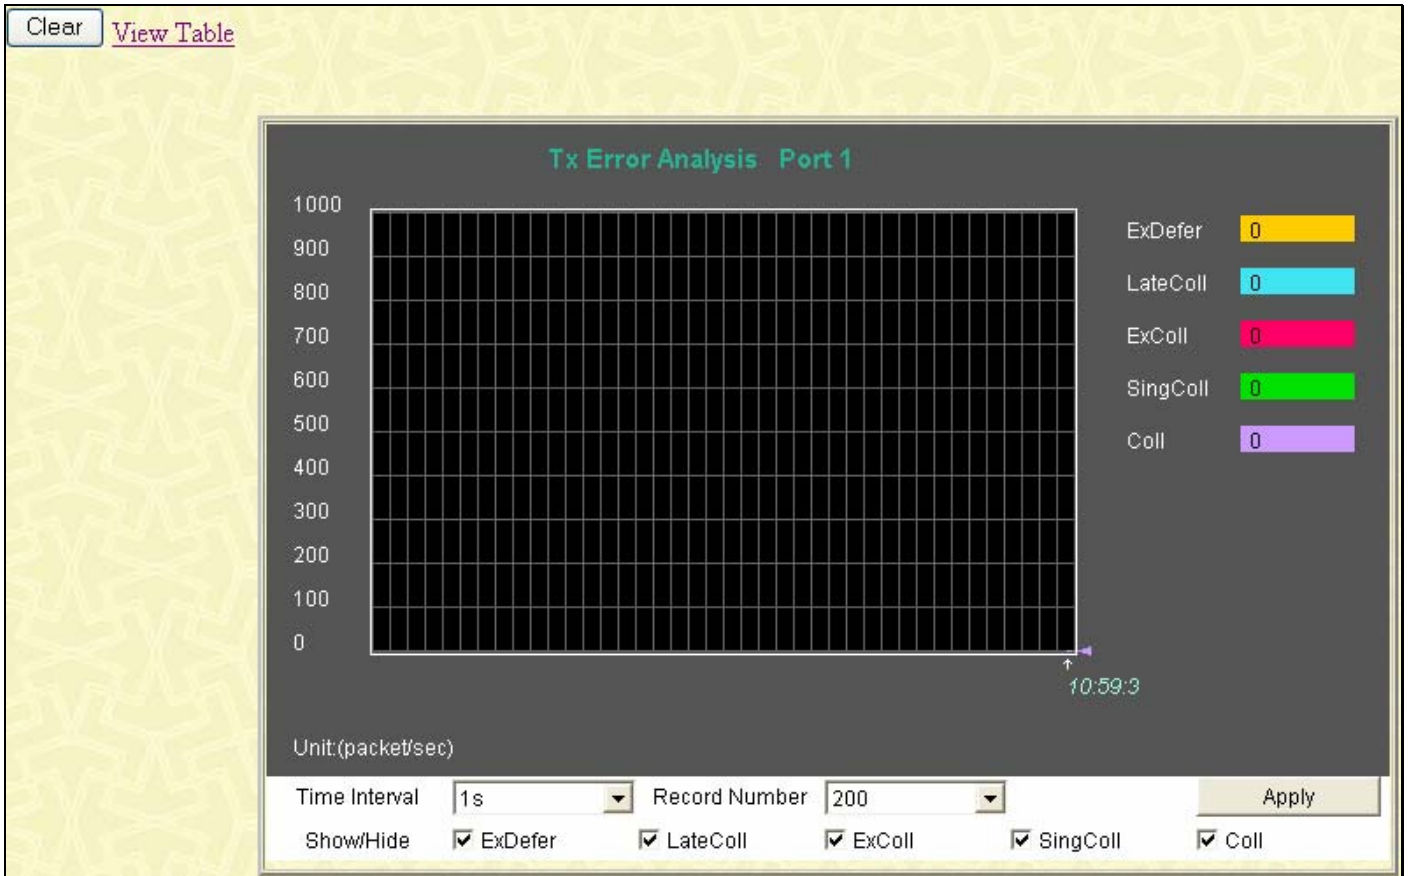 Clear View Table
Tx Error Analysis Port 1
1000
900
800
700
600
500
400
300
200
100
0
ExDefer 0
LateColl 0
ExColl 0
SingColl 0
Coll 0
10:59:3
Unit:(packet/sec)
Time Interval 1s Record Number 200 Apply
Show/Hide ExDefer LateColl ExColl SingColl Coll